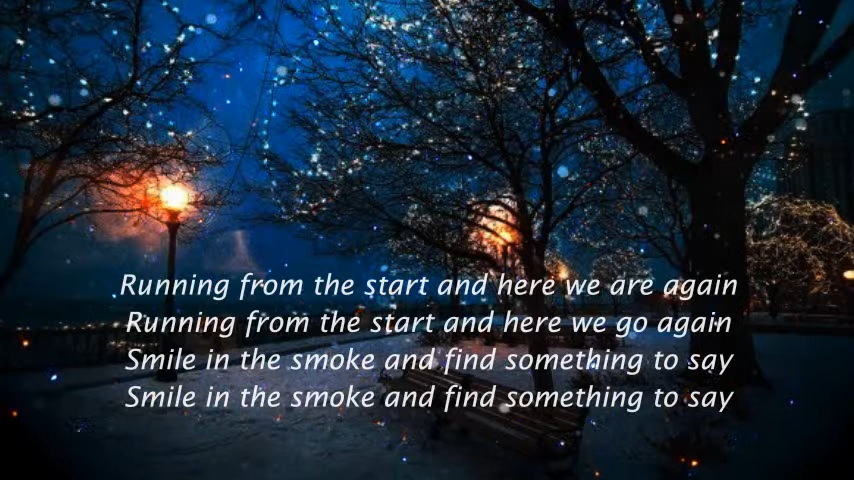 Running from the start and here we are again
Running from the start and here we go again
Smile in the smoke and find something to say
Smile in the smoke and find something to say